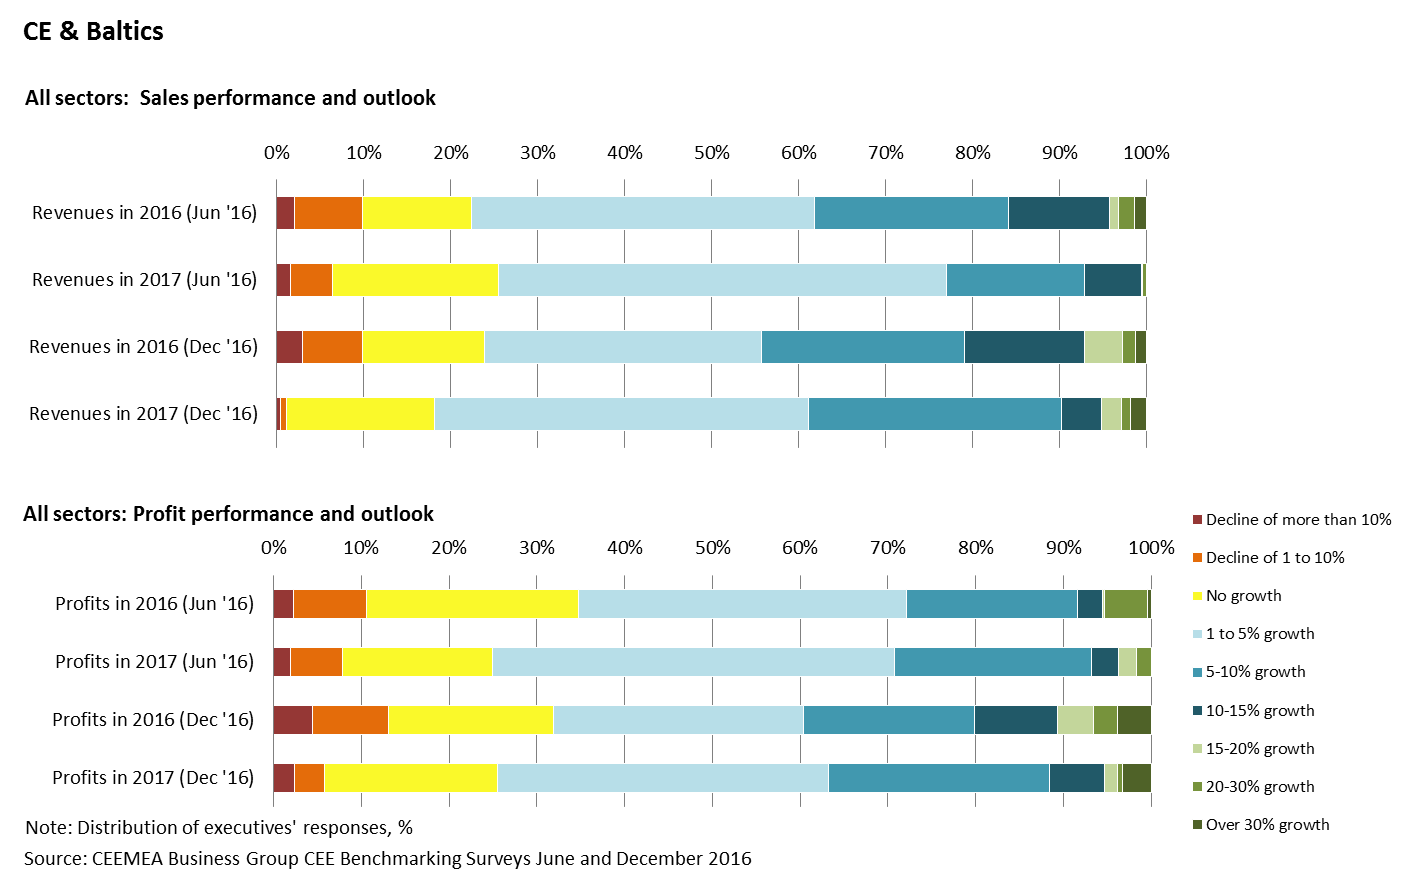 CE & Baltics
All sectors:  Sales performance and outlook
0% 10% 20% 30% 40% 50% 60% 70% 80% 90% 100%
Revenues in 2016 (Jun '16)
Revenues in 2017 (Jun '16)
Revenues in 2016 (Dec '16)
Revenues in 2017 (Dec '16)
All sectors: Profit performance and outlook
0% 10% 20% 30% 40% 50% 60% 70% 80% 90% 100%
Profits in 2016 (Jun '16)
Profits in 2017 (Jun '16)
Profits in 2016 (Dec '16)
Profits in 2017 (Dec '16)
Decline of more than 10%
Decline of 1 to 10%
No growth
1 to 5% growth
5-10% growth
10-15% growth
15-20% growth
20-30% growth
Over 30% growth
Note: Distribution of executives' responses, %
Source: CEEMEA Business Group CEE Benchmarking Surveys June and December 2016